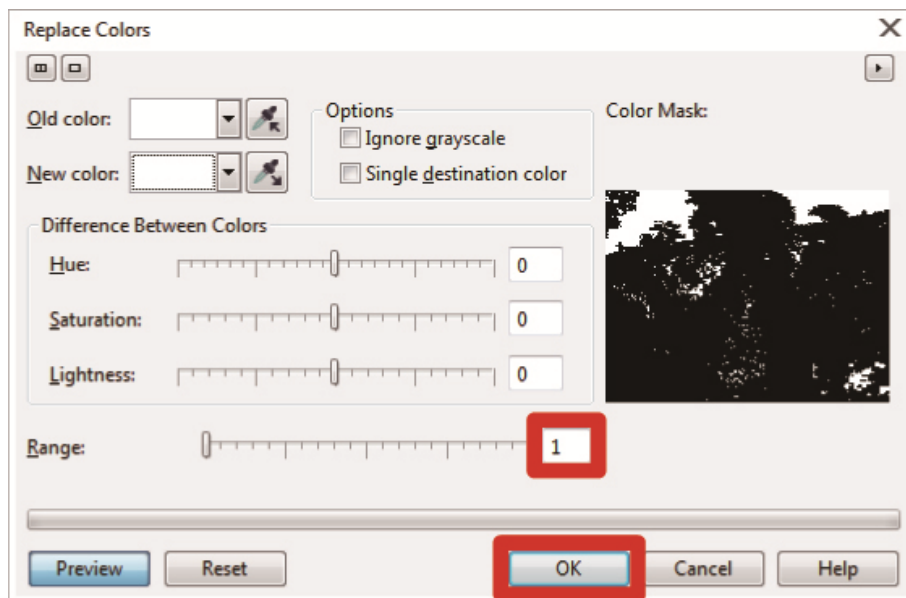 Replace Colors
Old color:
New color:
Options
Ignore grayscale
Single destination color
Color Mask:
Difference Between Colors
Hue: 0
Saturation: 0
Lightness: 0
Range: 1
Preview Reset OK Cancel Help